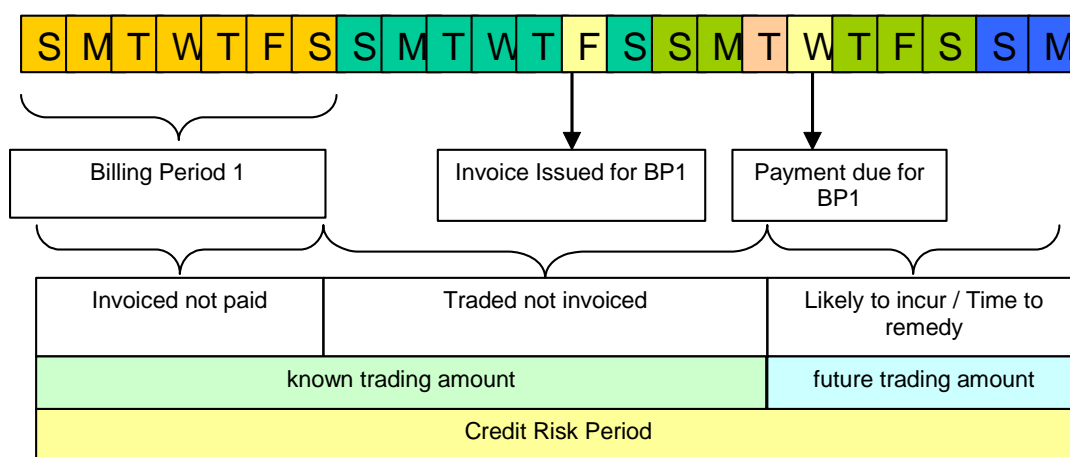 S M T W T F S S M T W T F S S M T W T F S S M
Billing Period 1
Invoice Issued for BP1
Payment due for
BP1
Invoiced not paid
Traded not invoiced
Likely to incur / Time to
remedy
known trading amount
future trading amount
Credit Risk Period